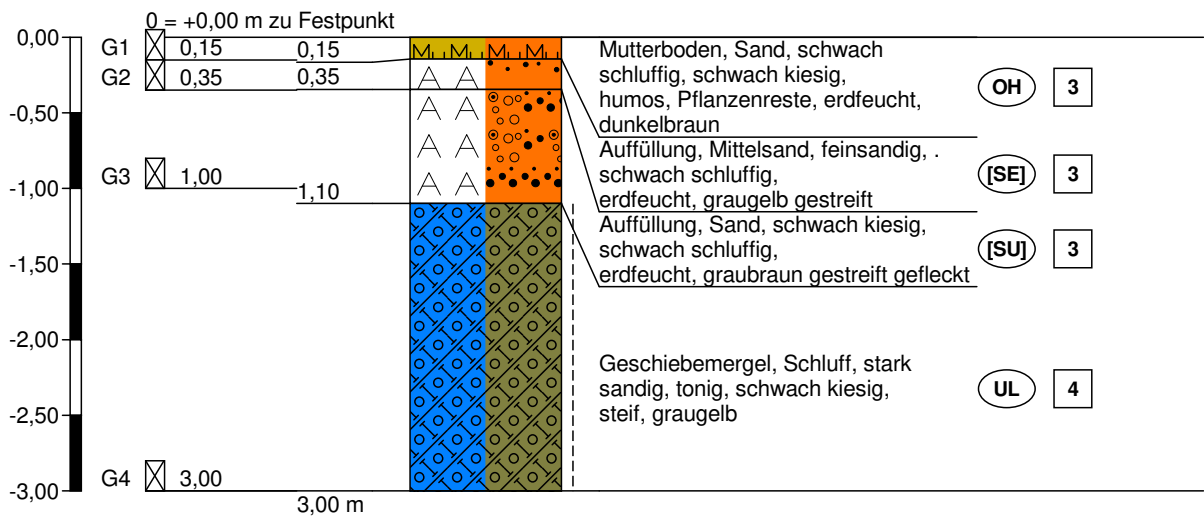 0 = +0,00 m zu Festpunkt
0,00
G1 0,15 0,15
G2 0,35 0,35
-0,50
G3 1,00
-1,00
1,10
-1,50
-2,00
-2,50
G4 3,00
-3,00
3,00 m
Mutterboden, Sand, schwach
schluffig, schwach kiesig,
humos, Pflanzenreste, erdfeucht,
dunkelbraun
OH 3
Auffüllung, Mittelsand, feinsandig, .
schwach schluffig,
erdfeucht, graugelb gestreift
[SE] 3
Auffüllung, Sand, schwach kiesig,
schwach schluffig,
erdfeucht, graubraun gestreift gefleckt
[SU] 3
Geschiebemergel, Schluff, stark
sandig, tonig, schwach kiesig,
steif, graugelb
UL 4